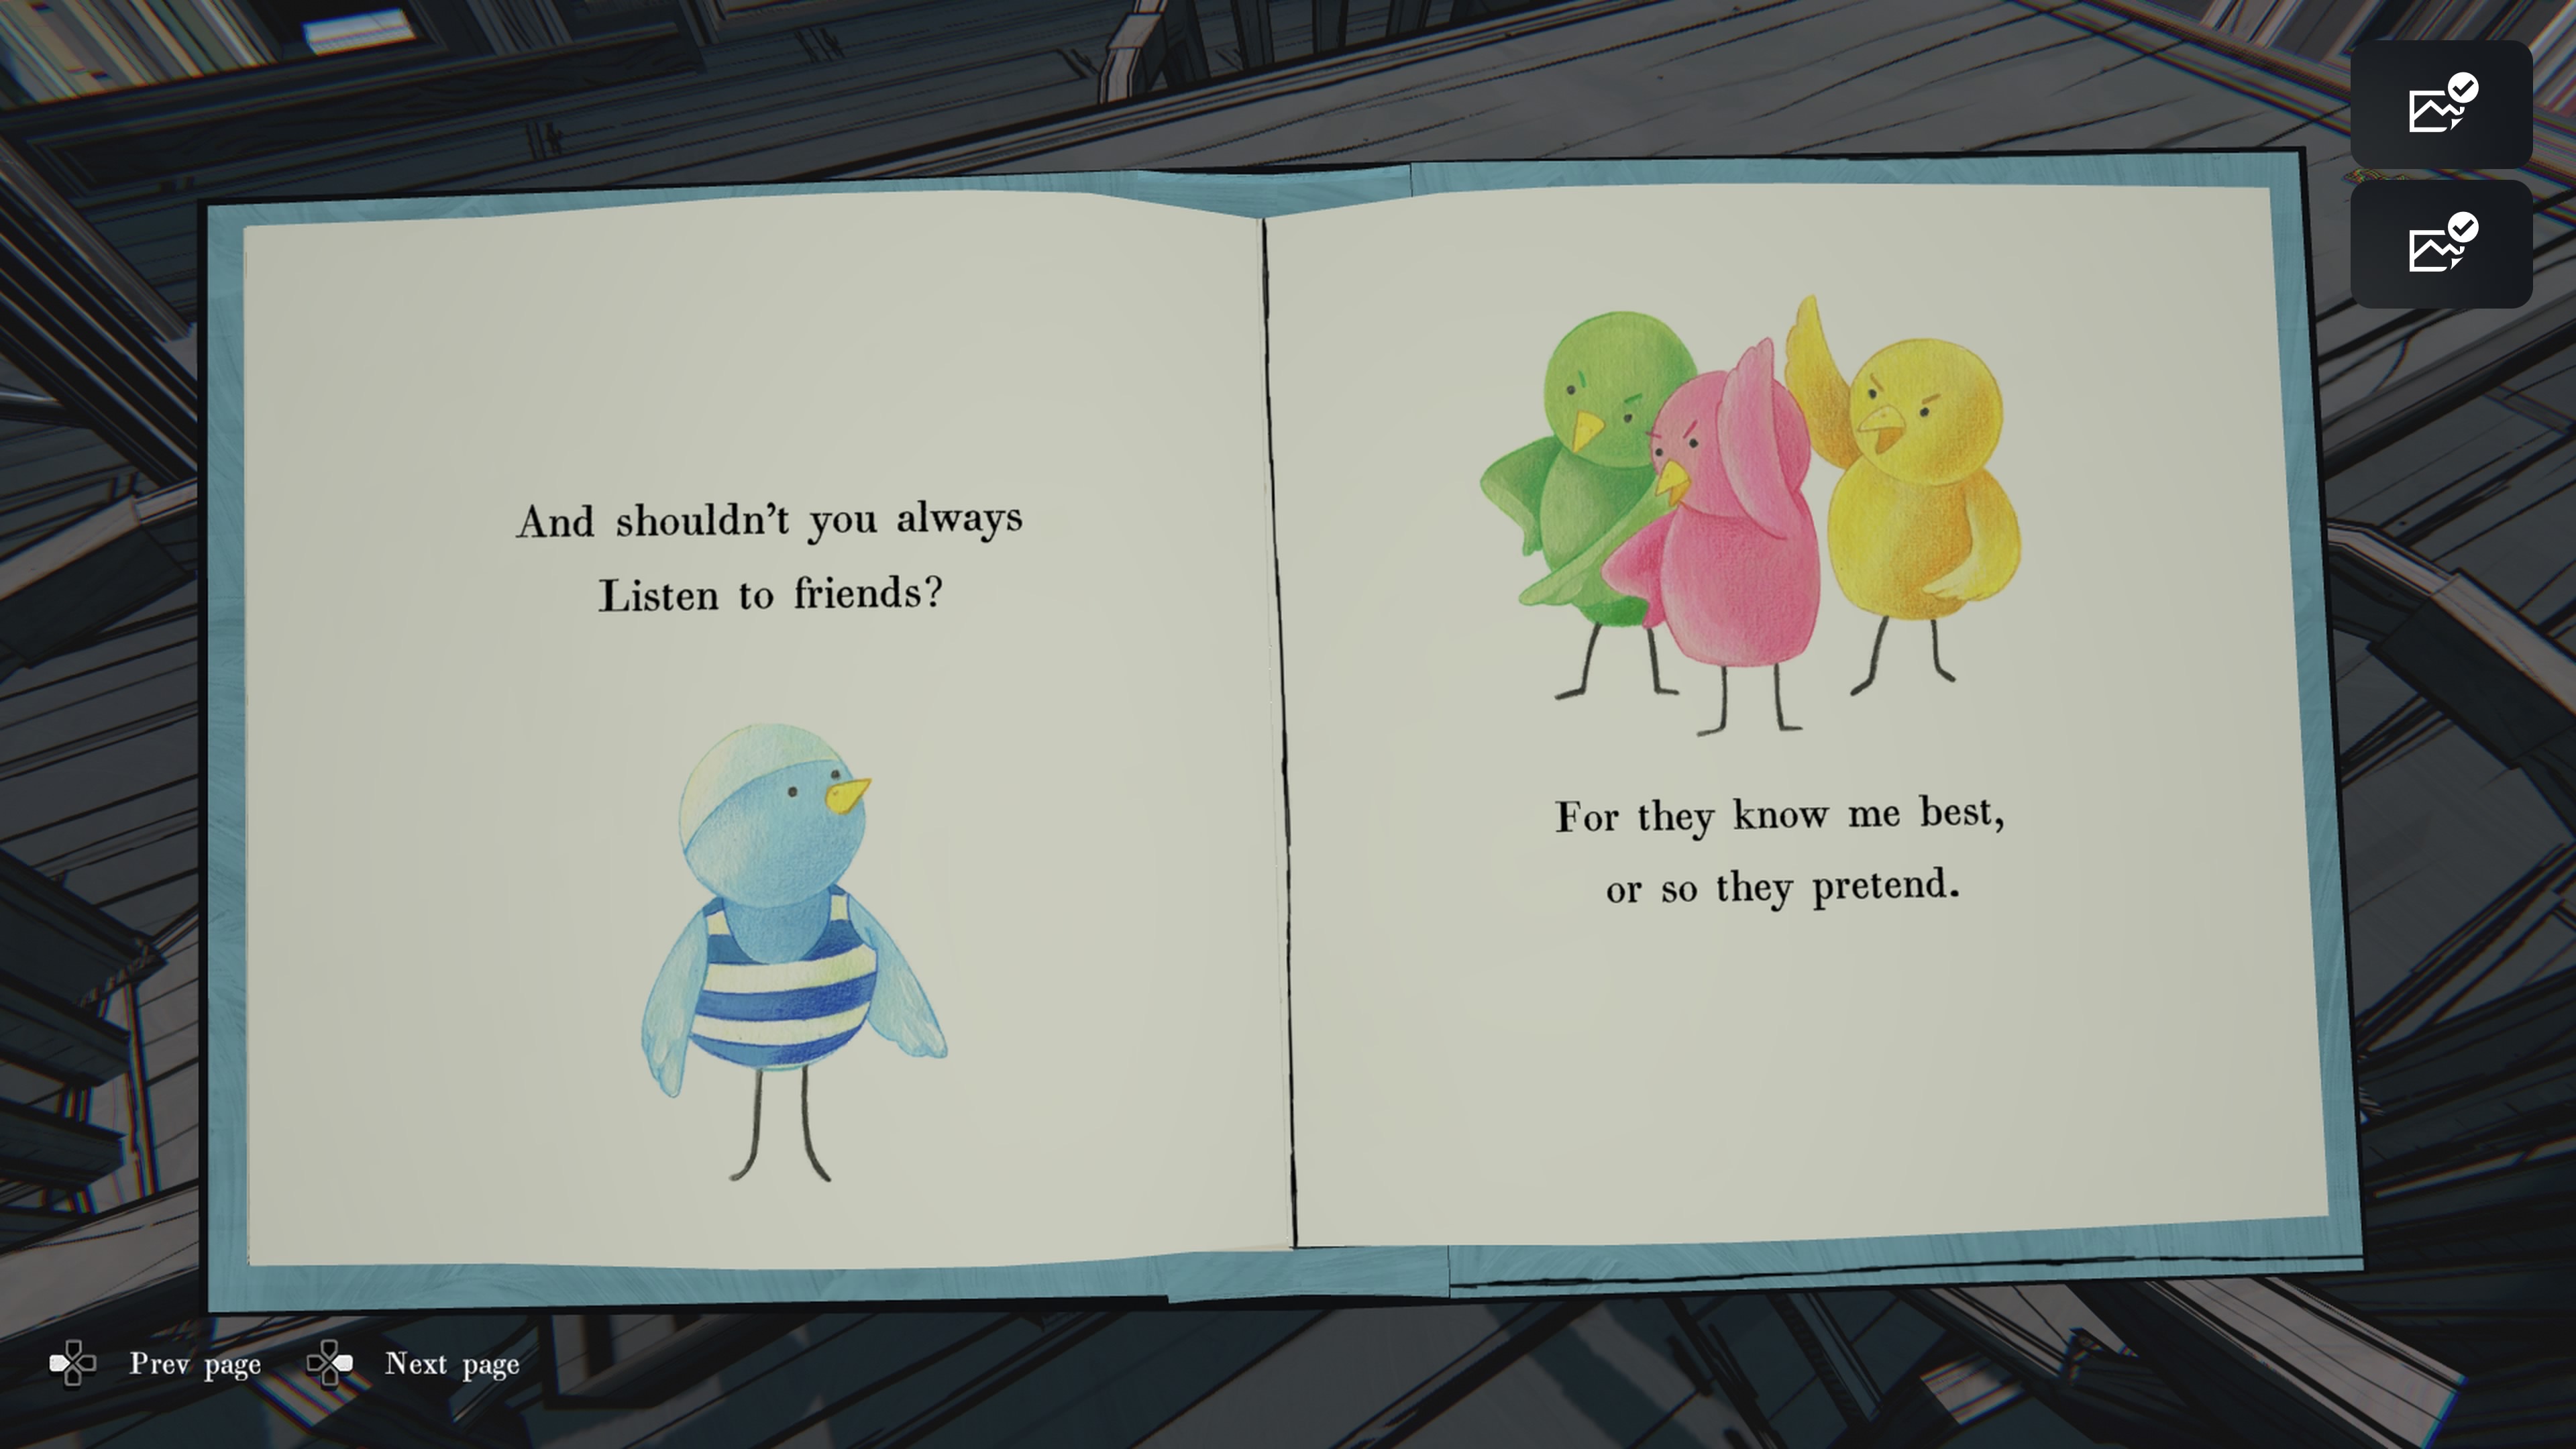 And shouldn’t you always
Listen to friends?
For they know me best,
or so they pretend.
Prev page
Next page